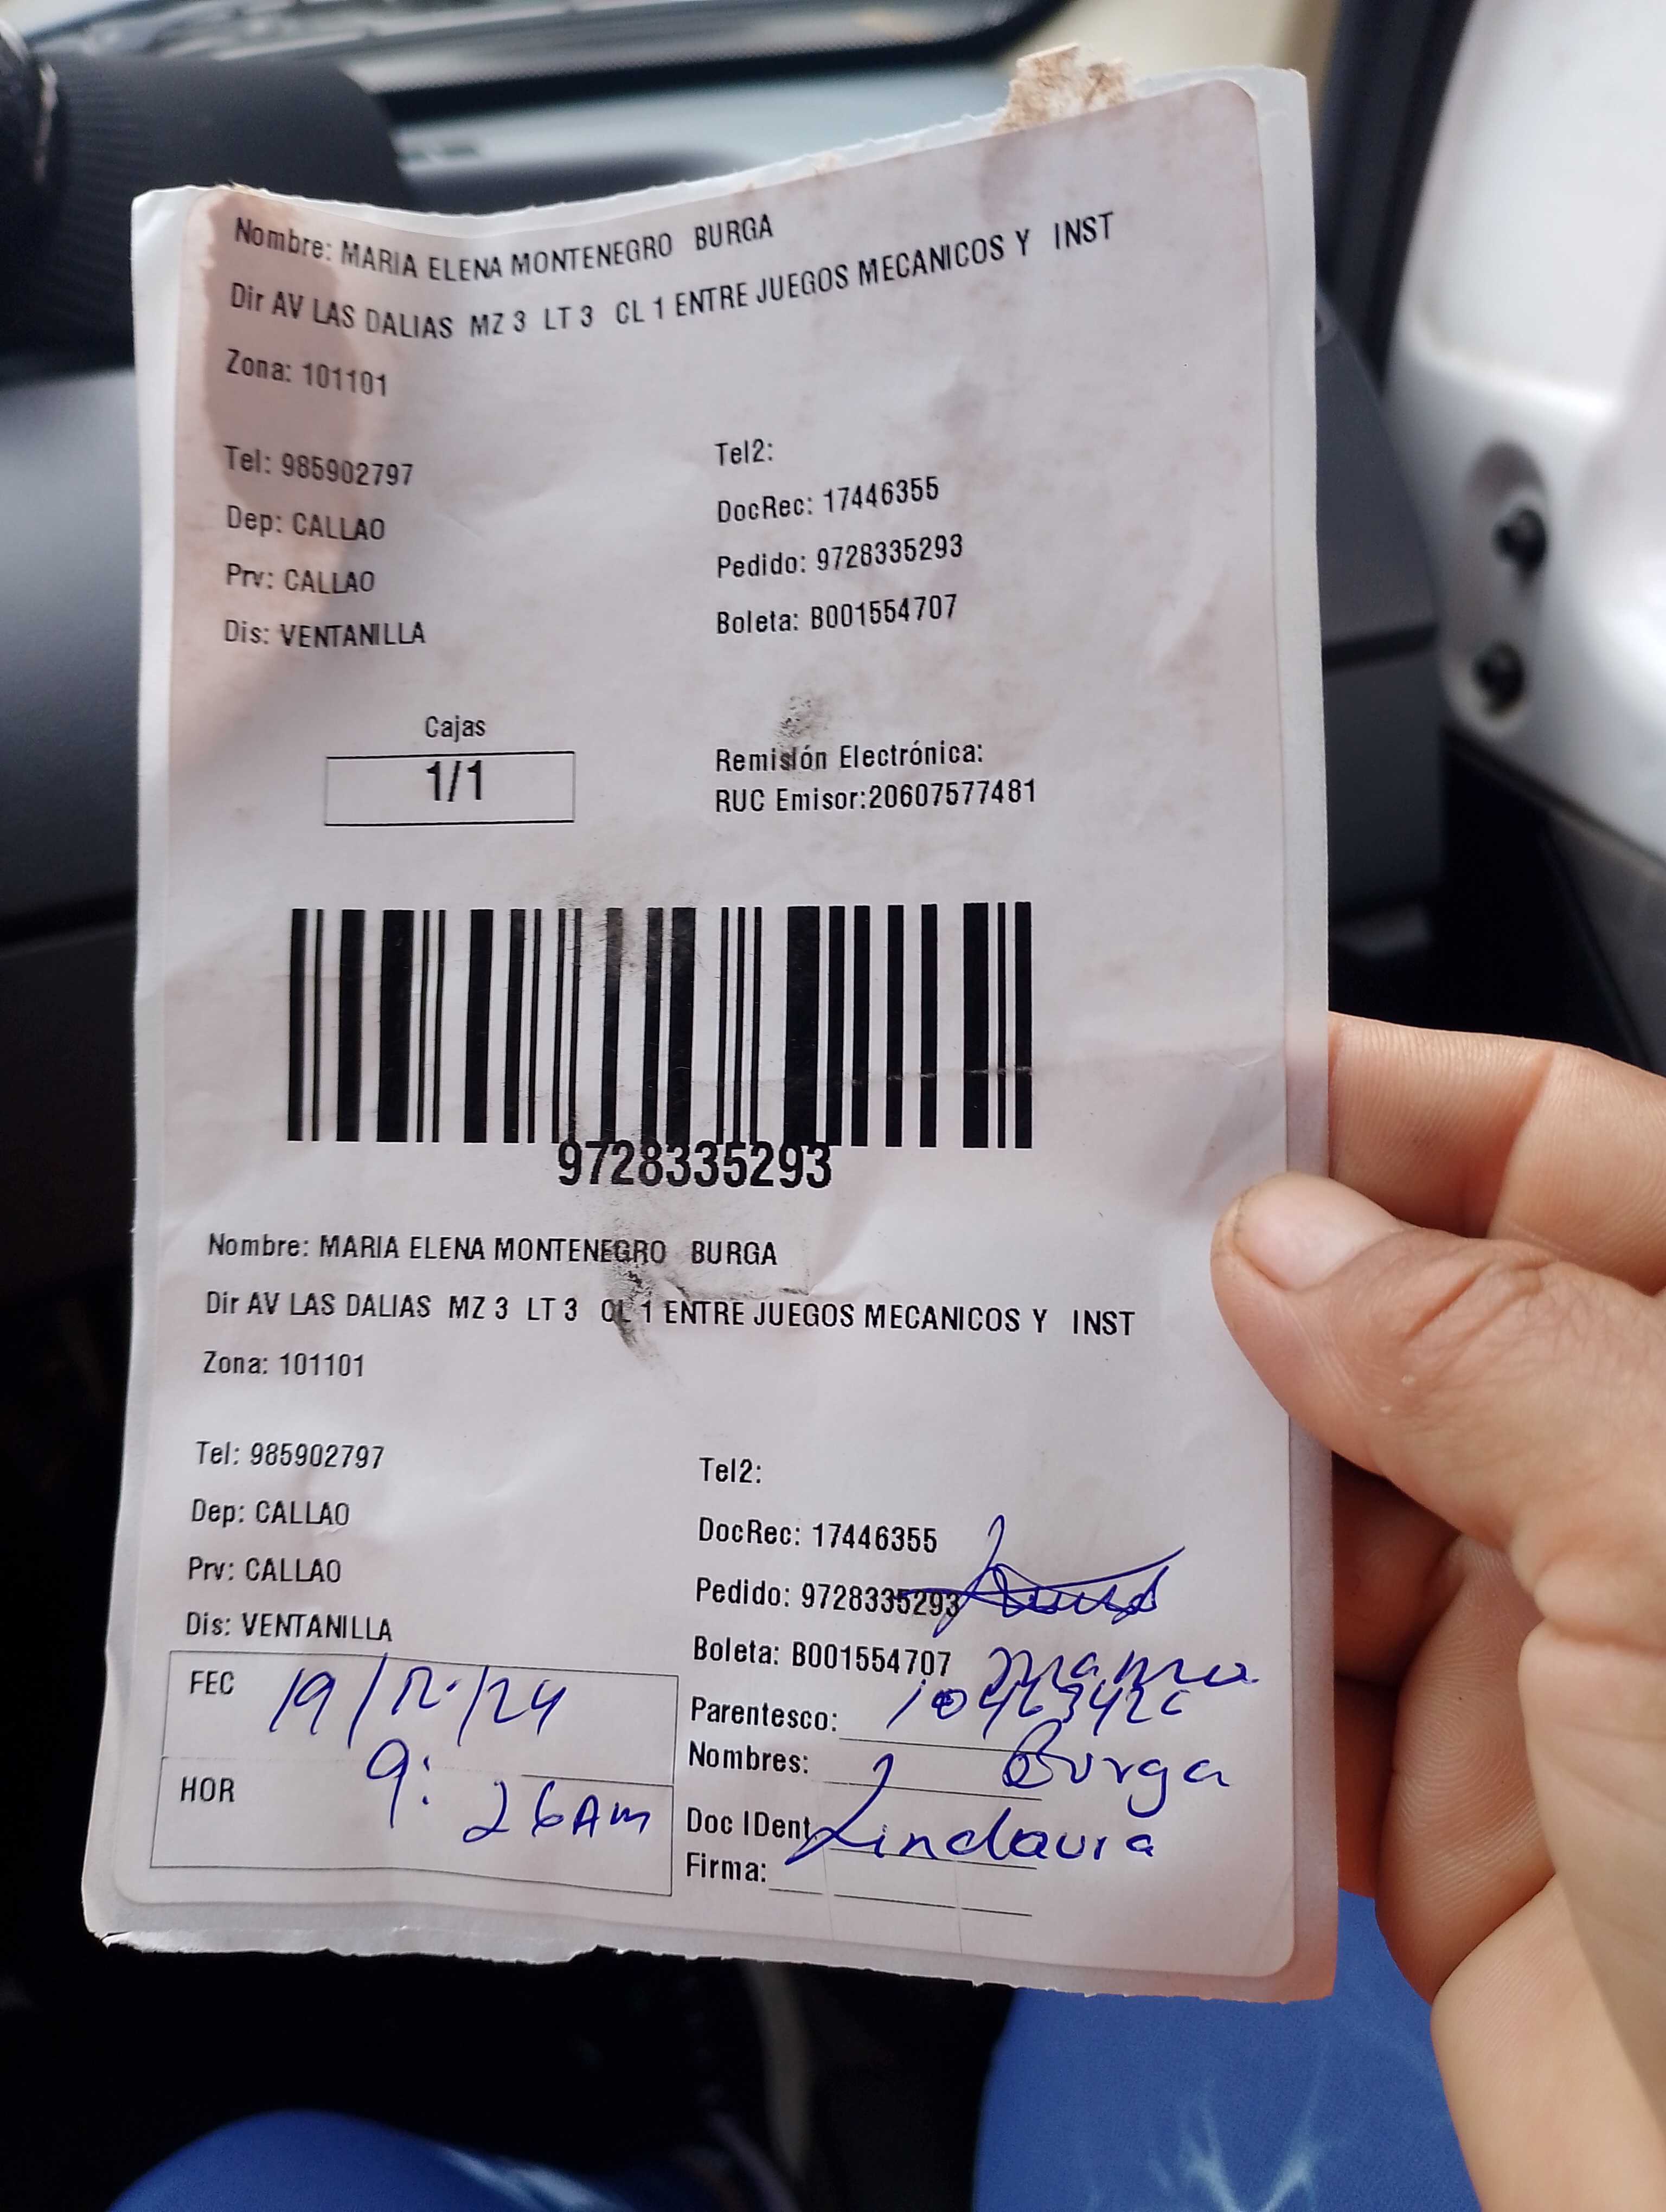 Nombre: MARIA ELENA MONTENEGRO BURGA
Dir AV LAS DALIAS MZ 3 LT 3 CL 1 ENTRE JUEGOS MECANICOS Y INST
Zona: 101101
Tel: 985902797
Tel2:
DocRec: 17446355
Dep: CALLAO
Pedido: 9728335293
Prv: CALLAO
Boleta: B001554707
Dis: VENTANILLA
Cajas
1/1
Remisión Electrónica:
RUC Emisor:20607577481
9728335293
Nombre: MARIA ELENA MONTENEGRO BURGA
Dir AV LAS DALIAS MZ 3 LT 3 CL 1 ENTRE JUEGOS MECANICOS Y INST
Zona: 101101
Tel: 985902797
Tel2:
Dep: CALLAO
DocRec: 17446355
Prv: CALLAO
Pedido: 9728335293
Dis: VENTANILLA
Boleta: B001554707
FEC 19/12/24
Parentesco:
Nombres: Burga
HOR 9:26AM
Doc IDent Lindaura
Firma: